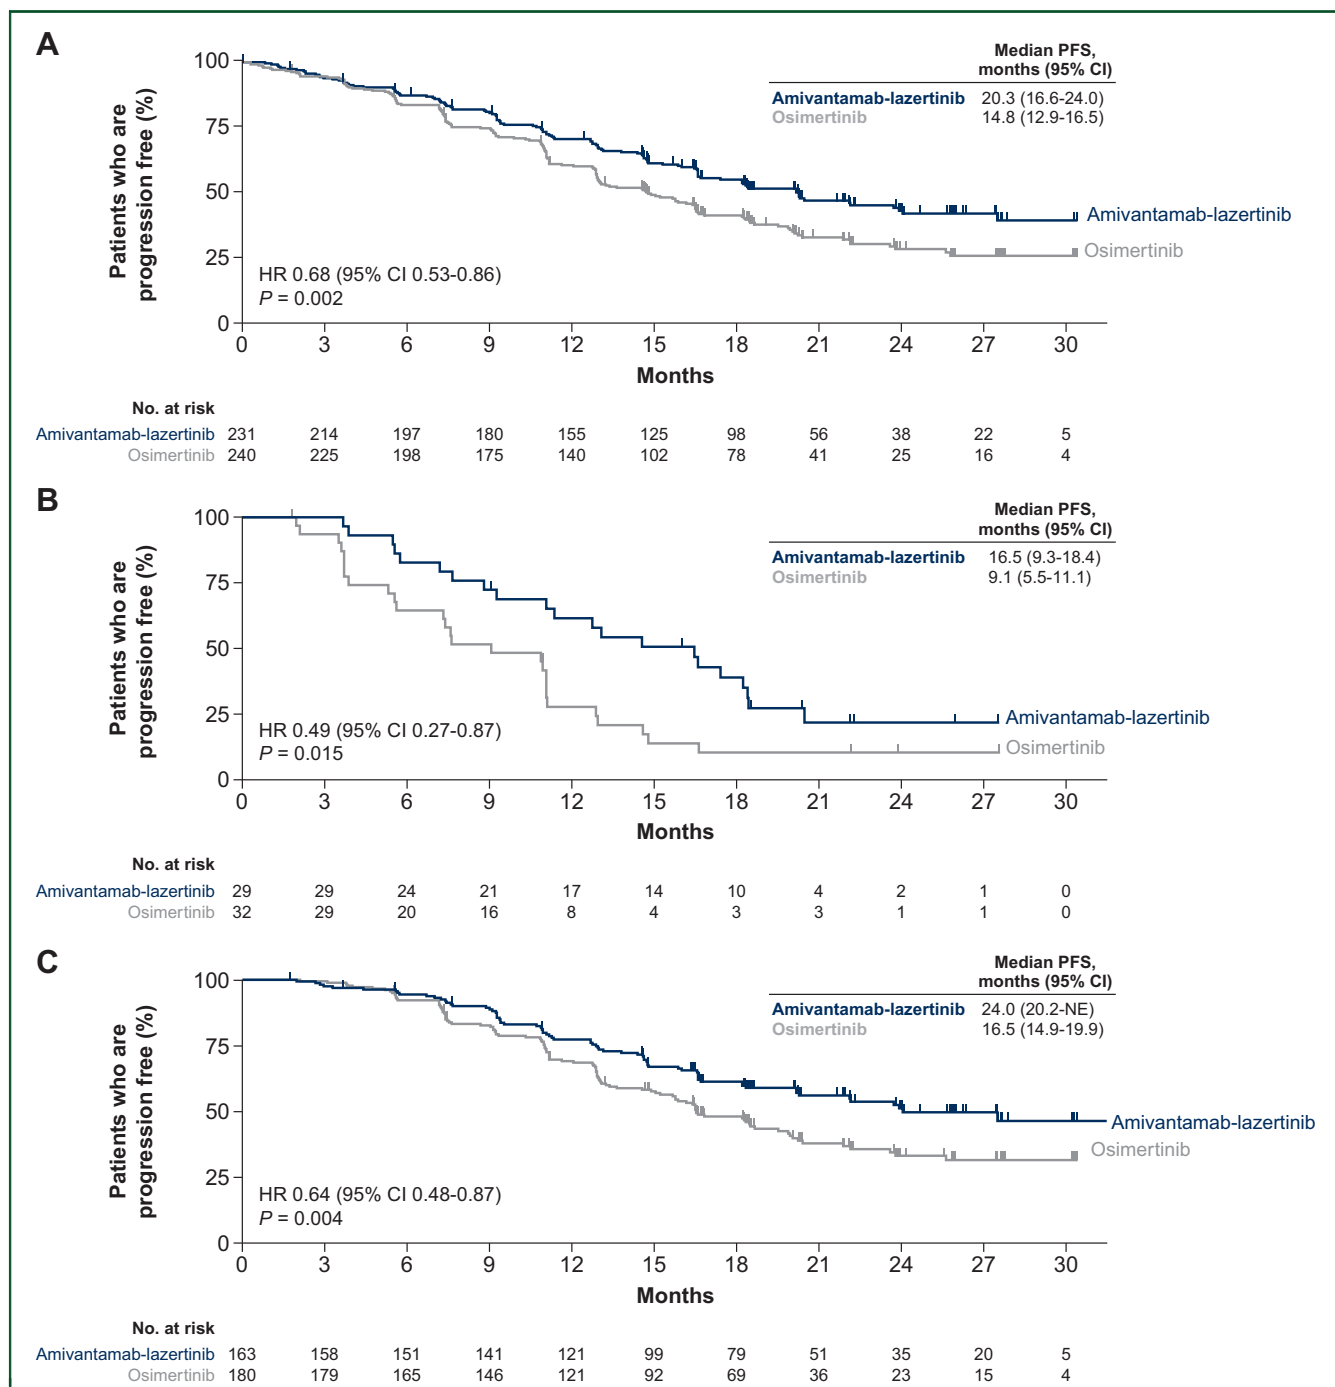 A
Median PFS,
months (95% CI)
Amivantamab-lazertinib 20.3 (16.6-24.0)
Osimertinib 14.8 (12.9-16.5)
Patients who are
progression free (%)
100
75
50
25
0
Amivantamab-lazertinib
Osimertinib
HR 0.68 (95% CI 0.53-0.86)
P = 0.002
0 3 6 9 12 15 18 21 24 27 30
Months
No. at risk
Amivantamab-lazertinib 231 214 197 180 155 125 98 56 38 22 5
Osimertinib 240 225 198 175 140 102 78 41 25 16 4
B
Median PFS,
months (95% CI)
Amivantamab-lazertinib 16.5 (9.3-18.4)
Osimertinib 9.1 (5.5-11.1)
Patients who are
progression free (%)
100
75
50
25
0
Amivantamab-lazertinib
Osimertinib
HR 0.49 (95% CI 0.27-0.87)
P = 0.015
0 3 6 9 12 15 18 21 24 27 30
Months
No. at risk
Amivantamab-lazertinib 29 29 24 21 17 14 10 4 2 1 0
Osimertinib 32 29 20 16 8 4 3 3 1 1 0
C
Median PFS,
months (95% CI)
Amivantamab-lazertinib 24.0 (20.2-NE)
Osimertinib 16.5 (14.9-19.9)
Patients who are
progression free (%)
100
75
50
25
0
Amivantamab-lazertinib
Osimertinib
HR 0.64 (95% CI 0.48-0.87)
P = 0.004
0 3 6 9 12 15 18 21 24 27 30
Months
No. at risk
Amivantamab-lazertinib 163 158 151 141 121 99 79 51 35 20 5
Osimertinib 180 179 165 146 121 92 69 36 23 15 4